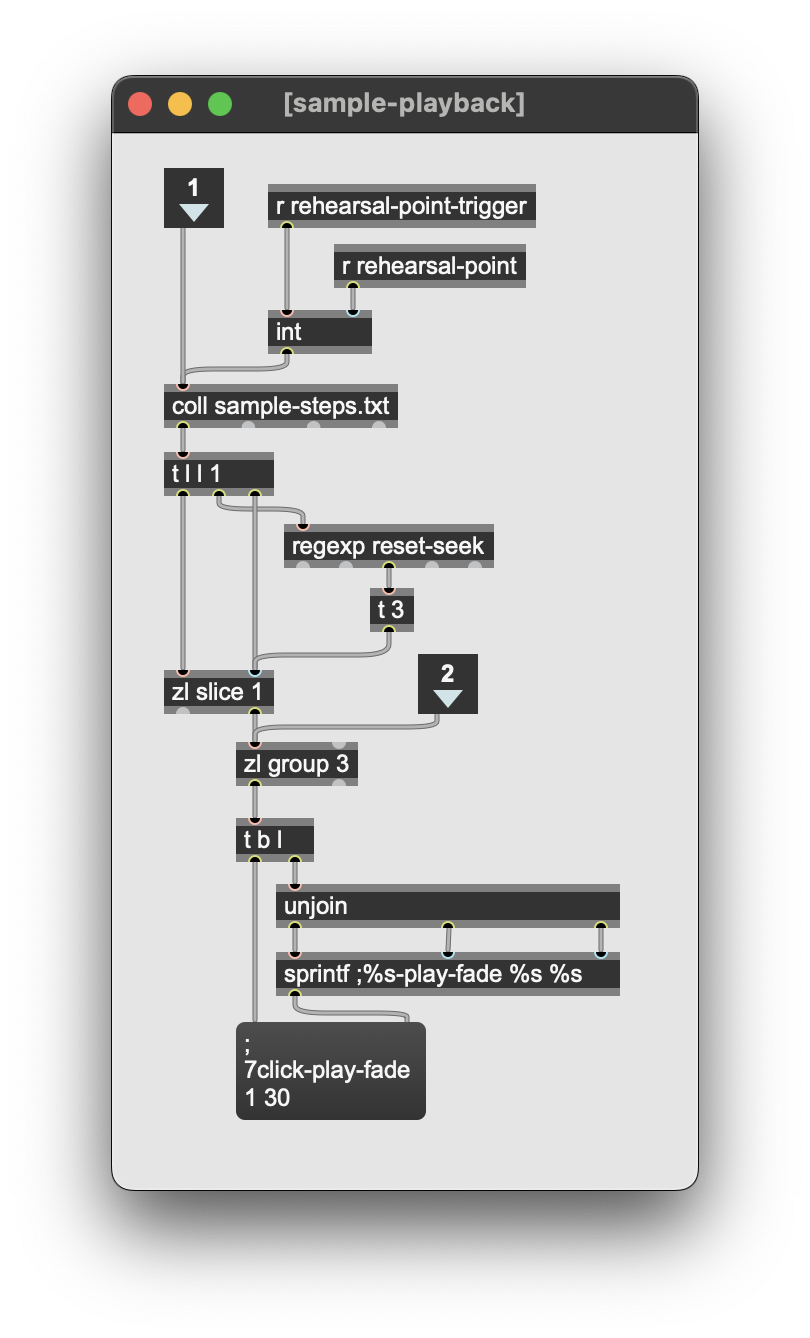 [sample-playback]
1
r rehearsal-point-trigger
r rehearsal-point
int
coll sample-steps.txt
t l l 1
regexp reset-seek
t 3
2
zl slice 1
zl group 3
t b l
unjoin
sprintf ;%s-play-fade %s %s
;
7click-play-fade
1 30